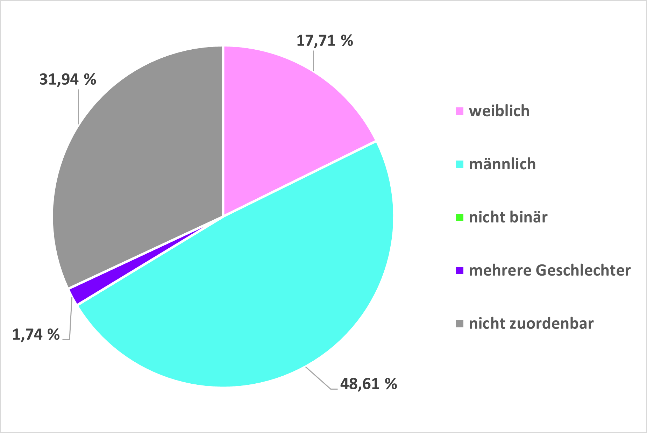 17,71 %
31,94 %
weiblich
männlich
nicht binär
mehrere Geschlechter
nicht zuordenbar
1,74 %
48,61 %